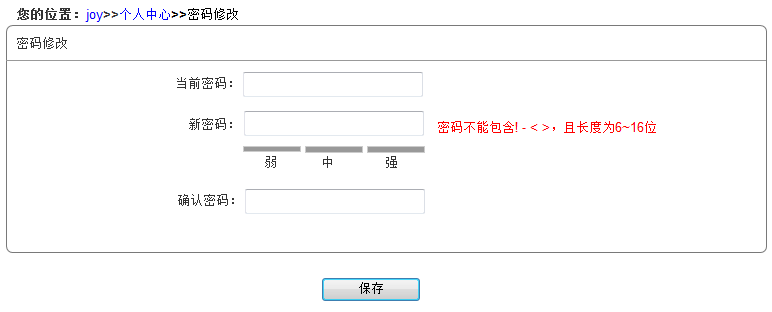 您的位置：joy>>个人中心>>密码修改
密码修改
当前密码：
新密码：
密码不能包含! - < >，且长度为6~16位
弱 中 强
确认密码：
保存